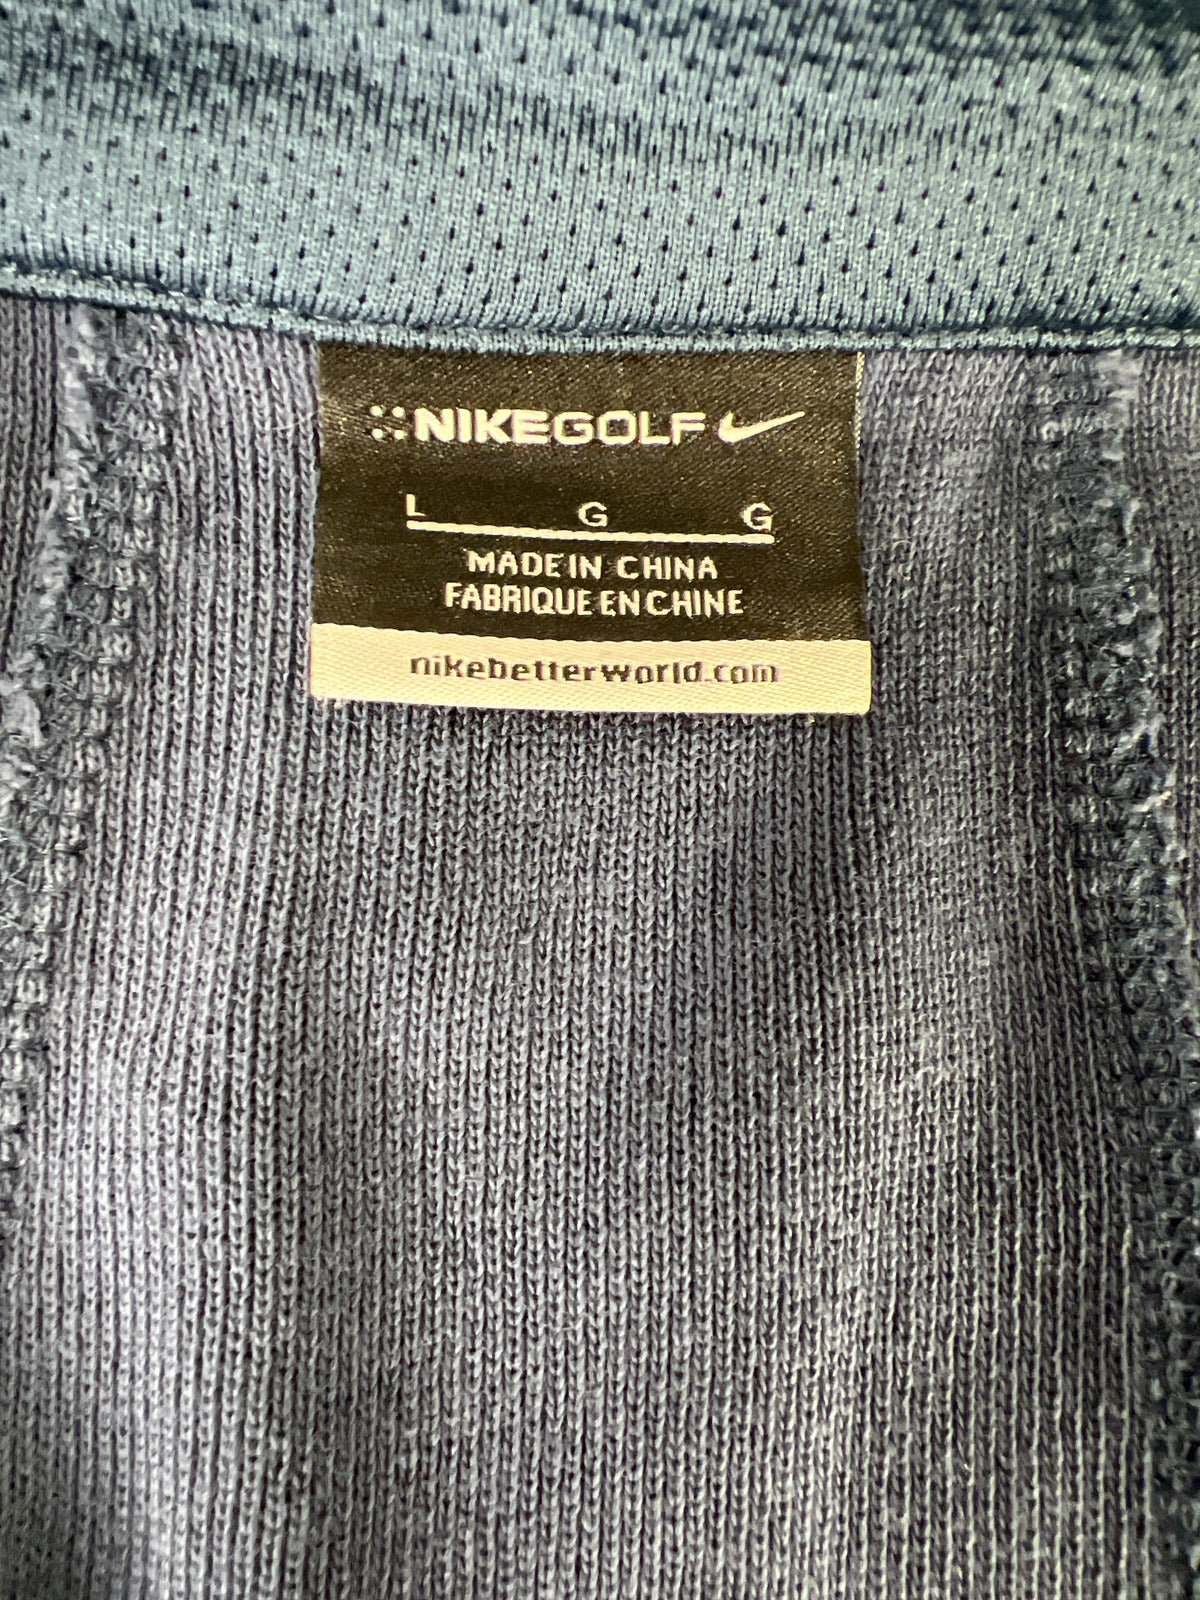 NIKEGOLF
L G G
MADE IN CHINA
FABRIQUE EN CHINE
nikebetterworld.com